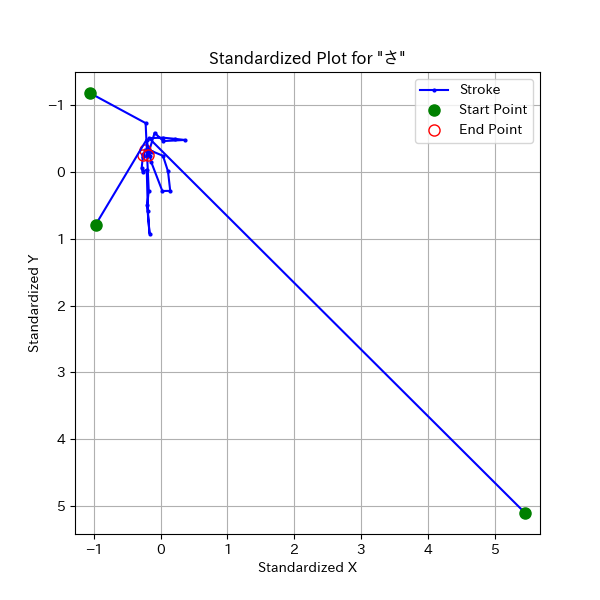 Standardized Plot for "さ"
Stroke
Start Point
End Point
−1
0
1
2
3
4
5
Standardized Y
−1 0 1 2 3 4 5
Standardized X